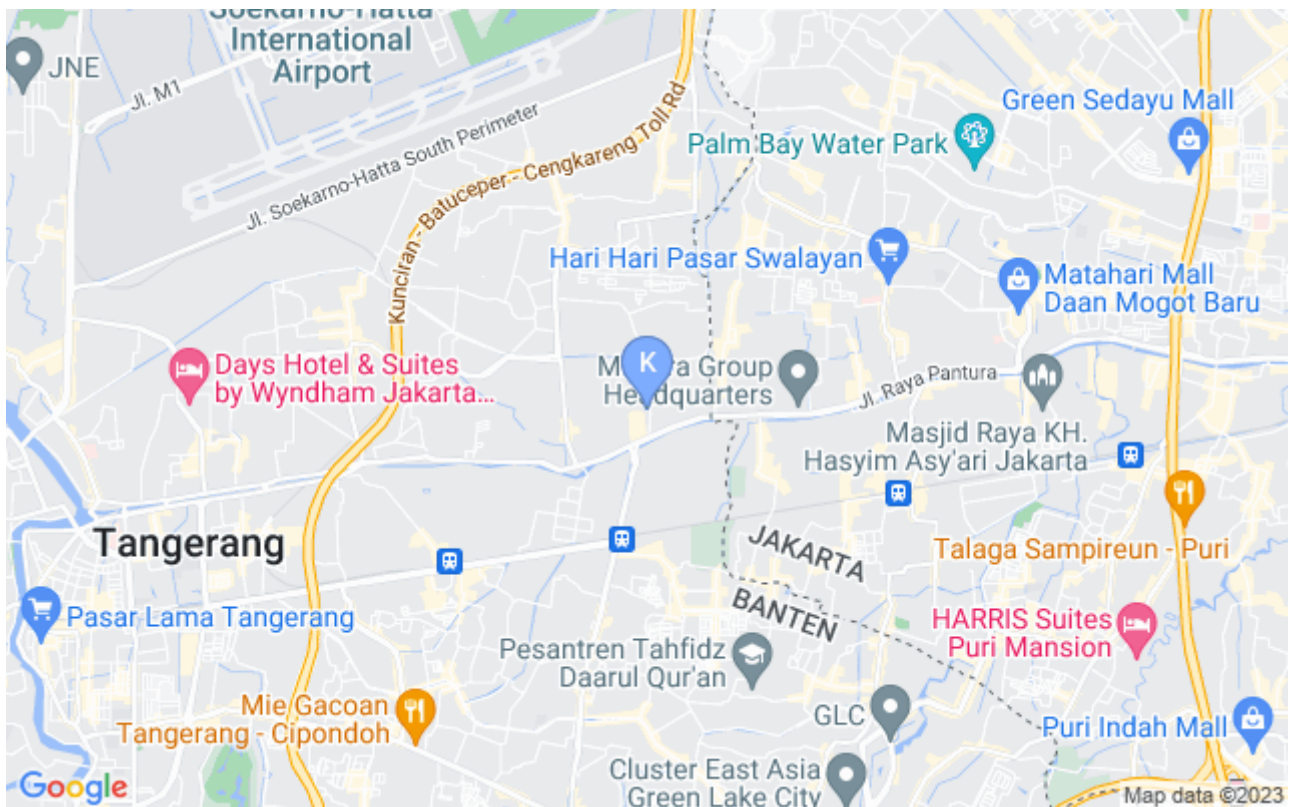 Soekarno-Hatta
International
Airport
JNE
Jl. M1
Jl. Soekarno-Hatta South Perimeter
Kunciran - Batuceper - Cengkareng Toll Rd
Green Sedayu Mall
Palm Bay Water Park
Hari Hari Pasar Swalayan
Matahari Mall
Daan Mogot Baru
Days Hotel & Suites
by Wyndham Jakarta...
K
Group
Headquarters
Jl. Raya Pantura
Masjid Raya KH.
Hasyim Asy'ari Jakarta
Tangerang
JAKARTA
BANTEN
Talaga Sampireun - Puri
Pasar Lama Tangerang
HARRIS Suites
Puri Mansion
Pesantren Tahfidz
Daarul Qur'an
Mie Gacoan
Tangerang - Cipondoh
GLC
Puri Indah Mall
Cluster East Asia
Green Lake City
Google
Map data ©2023